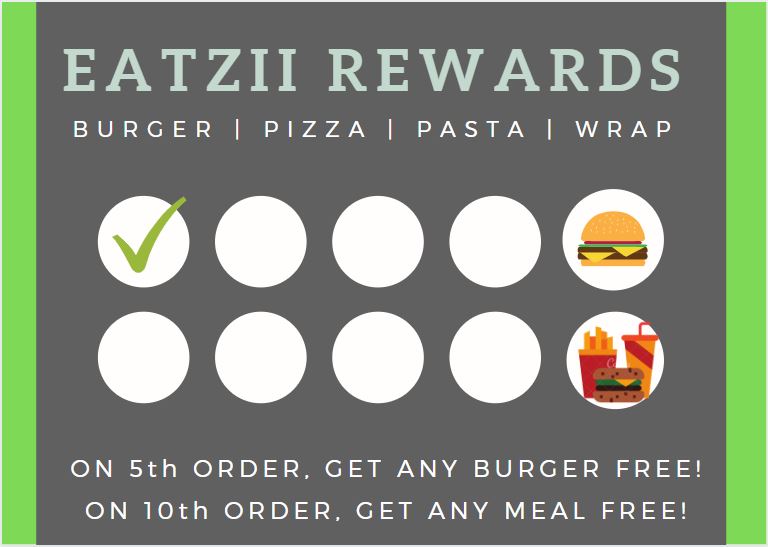 EATZII REWARDS
BURGER | PIZZA | PASTA | WRAP
ON 5th ORDER, GET ANY BURGER FREE!
ON 10th ORDER, GET ANY MEAL FREE!